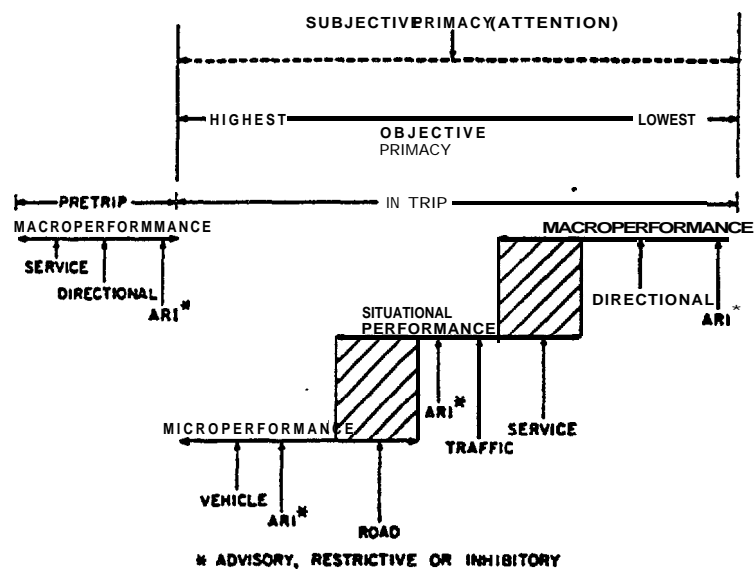 SUBJECTIVE PRIMACY (ATTENTION)
HIGHEST
LOWEST
OBJECTIVE
PRIMACY
PRETRIP
IN TRIP
MACROPERFORMMANCE
MACROPERFORMANCE
SERVICE
DIRECTIONAL
ARI*
DIRECTIONAL
ARI*
SITUATIONAL
PERFORMANCE
ARI*
TRAFFIC
SERVICE
MICROPERFORMANCE
VEHICLE
ARI*
ROAD
* ADVISORY, RESTRICTIVE OR INHIBITORY